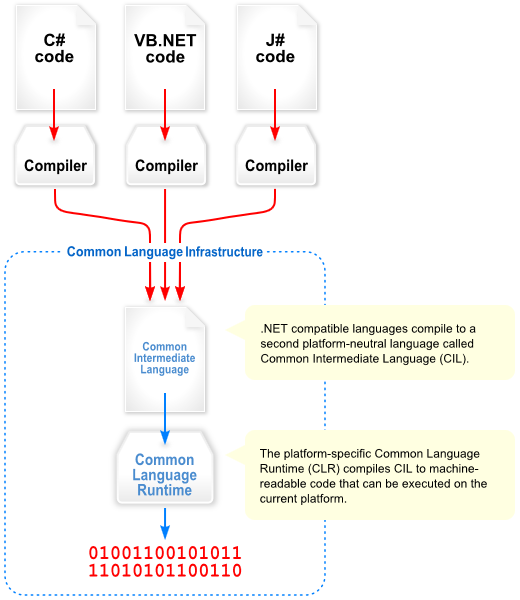 C#
code
VB.NET
code
J#
code
Compiler
Compiler
Compiler
Common Language Infrastructure
Common
Intermediate
Language
.NET compatible languages compile to a
second platform-neutral language called
Common Intermediate Language (CIL).
Common
Language
Runtime
The platform-specific Common Language
Runtime (CLR) compiles CIL to machine-
readable code that can be executed on the
current platform.
01001100101011
11010101100110